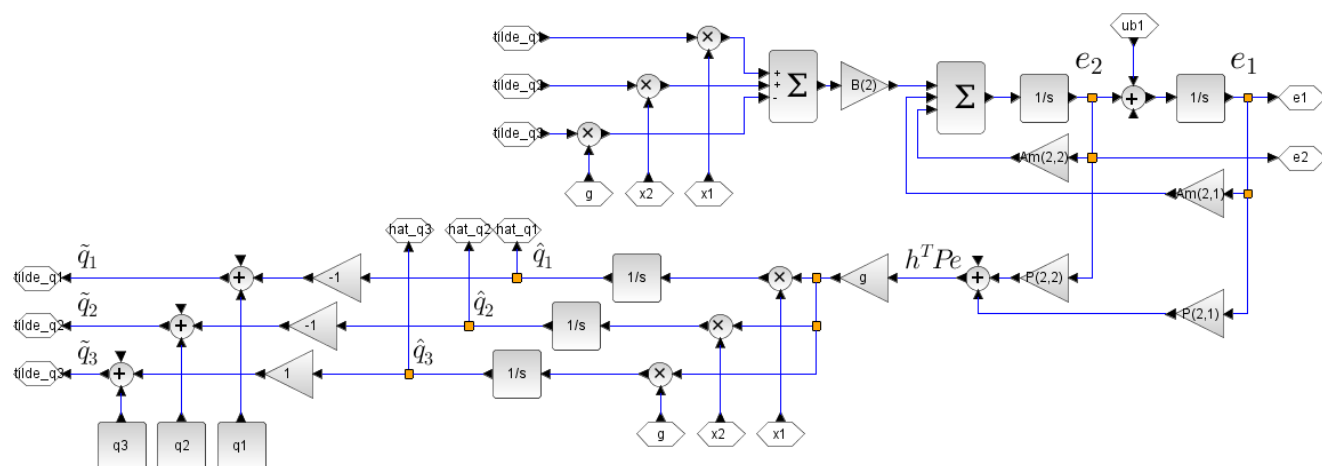 ub1
tilde_q1
×
e₂
e₁
+
+
-
Σ
tilde_q2
×
B(2)
Σ
1/s
+
1/s
e1
tilde_q3
×
Am(2,2)
e2
g
x2
x1
Am(2,1)
hat_q3
hat_q2
hat_q1
q̃₁
q̂₁
hᵀPe
tilde_q1
+
-1
1/s
×
g
+
P(2,2)
q̃₂
q̂₂
tilde_q2
+
-1
1/s
×
P(2,1)
q̃₃
q̂₃
tilde_q3
+
1
1/s
×
q3
q2
q1
g
x2
x1